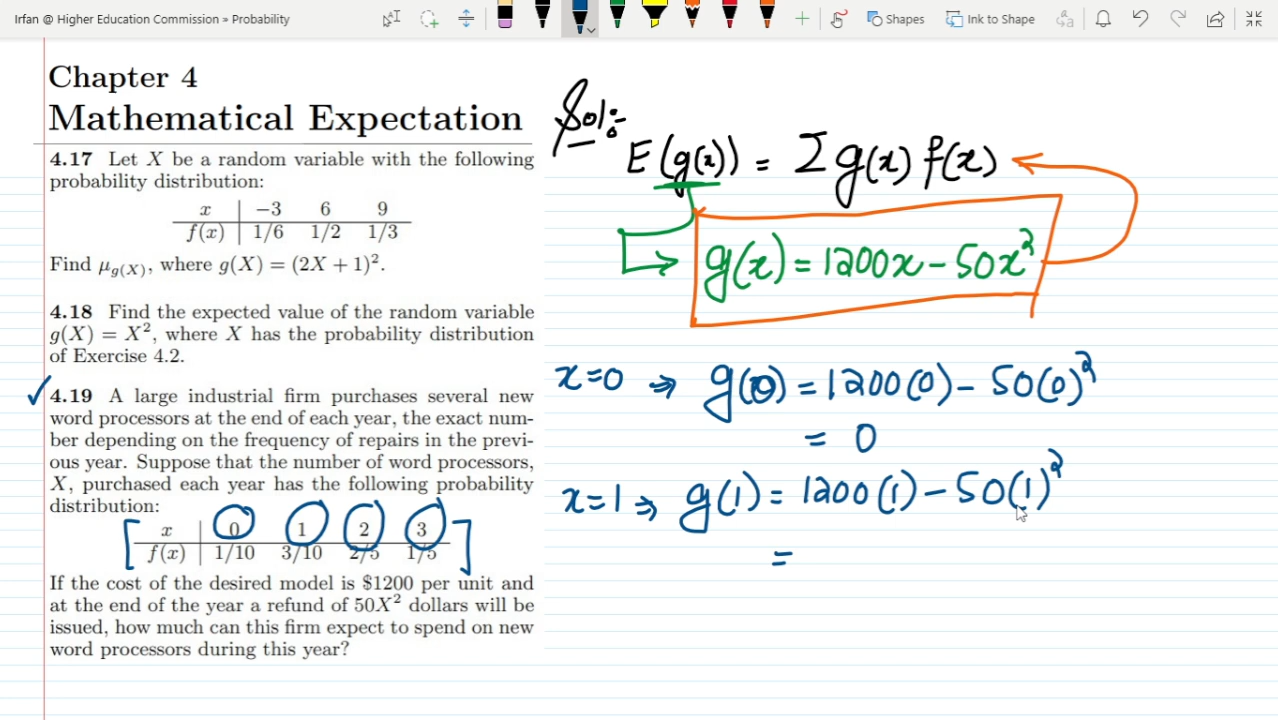 Irfan @ Higher Education Commission » Probability
Shapes
Ink to Shape
Chapter 4
Mathematical Expectation
4.17 Let X be a random variable with the following
probability distribution:
x | −3 6 9
f(x) | 1/6 1/2 1/3
Find μg(X), where g(X) = (2X + 1)².
4.18 Find the expected value of the random variable
g(X) = X², where X has the probability distribution
of Exercise 4.2.
4.19 A large industrial firm purchases several new
word processors at the end of each year, the exact num-
ber depending on the frequency of repairs in the previ-
ous year. Suppose that the number of word processors,
X, purchased each year has the following probability
distribution:
x | 0 1 2 3
f(x) | 1/10 3/10 2/5 1/5
If the cost of the desired model is $1200 per unit and
at the end of the year a refund of 50X² dollars will be
issued, how much can this firm expect to spend on new
word processors during this year?
Sol:-
E(g(x)) = Σ g(x) f(x)
g(x) = 1200x − 50x²
x=0 ⇒ g(0) = 1200(0) − 50(0)²
= 0
x=1 ⇒ g(1) = 1200(1) − 50(1)²
=